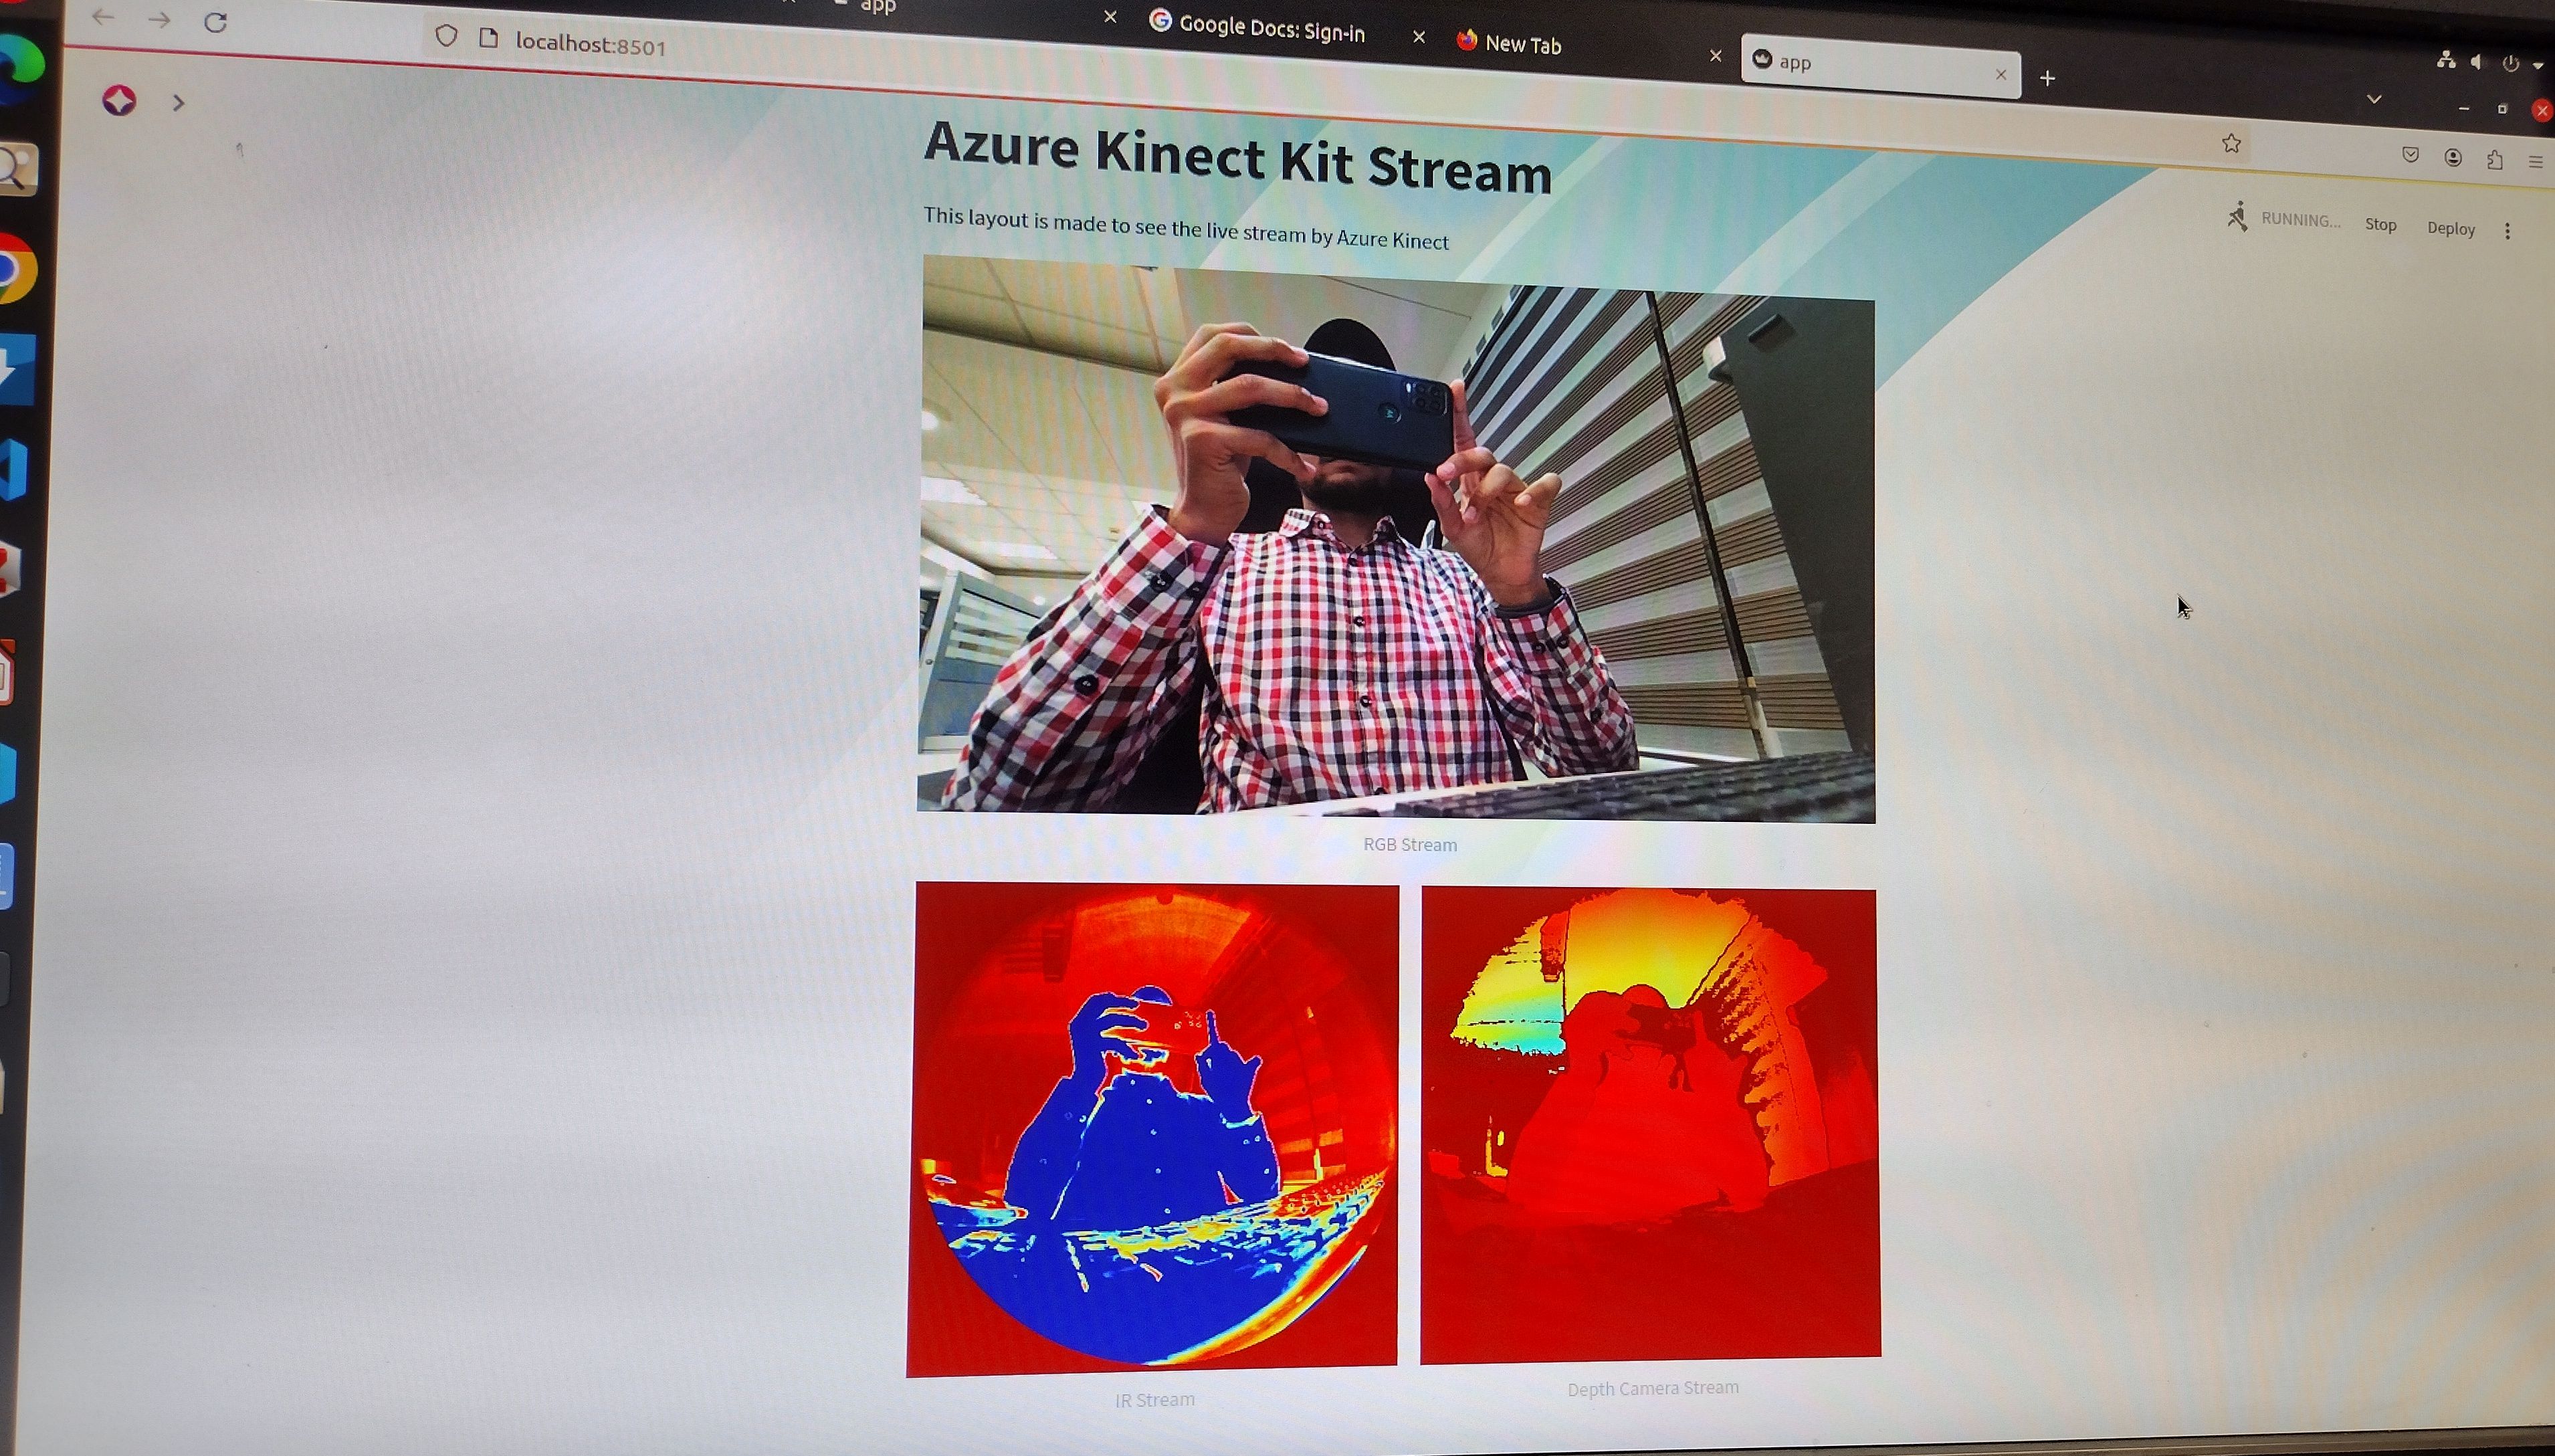 app
Google Docs: Sign-in
New Tab
app
localhost:8501
Azure Kinect Kit Stream
This layout is made to see the live stream by Azure Kinect
RUNNING...
Stop
Deploy
RGB Stream
IR Stream
Depth Camera Stream